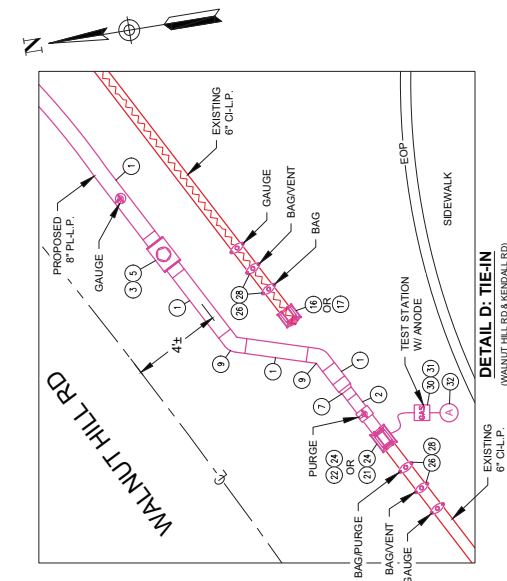 N
WALNUT HILL RD
PROPOSED
8" PL-L.P.
GAUGE
1
3 5
1
4'±
9
1
9
7
1
2
PURGE
22 24
OR
21 24
EXISTING
6" CI-L.P.
GAUGE
BAG/VENT
BAG
26 28
16
OR
17
EOP
SIDEWALK
TEST STATION
W/ ANODE
GAS
30 31
A
32
BAG/PURGE
BAG/VENT
GAUGE
26 28
EXISTING
6" CI-L.P.
DETAIL D: TIE-IN
(WALNUT HILL RD & KENDALL RD)